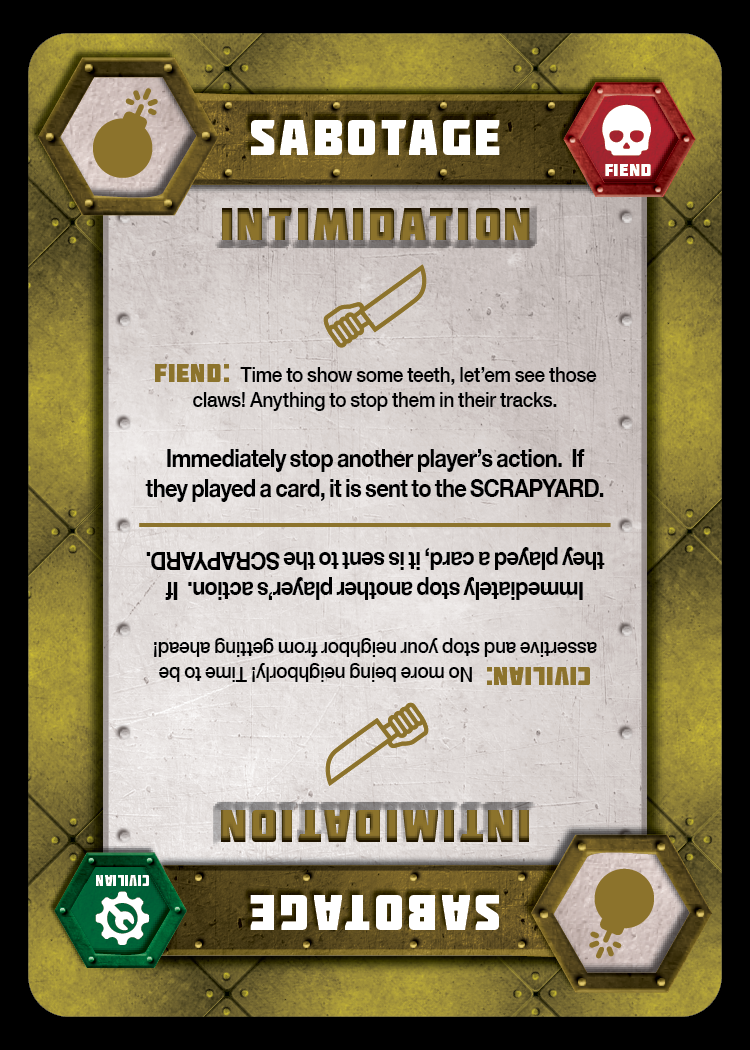 SABOTAGE
FIEND
INTIMIDATION
FIEND: Time to show some teeth, let'em see those
claws! Anything to stop them in their tracks.
Immediately stop another player's action. If
they played a card, it is sent to the SCRAPYARD.
SABOTAGE
CIVILIAN
INTIMIDATION
CIVILIAN: No more being neighborly! Time to be
assertive and stop your neighbor from getting ahead!
Immediately stop another player's action. If
they played a card, it is sent to the SCRAPYARD.